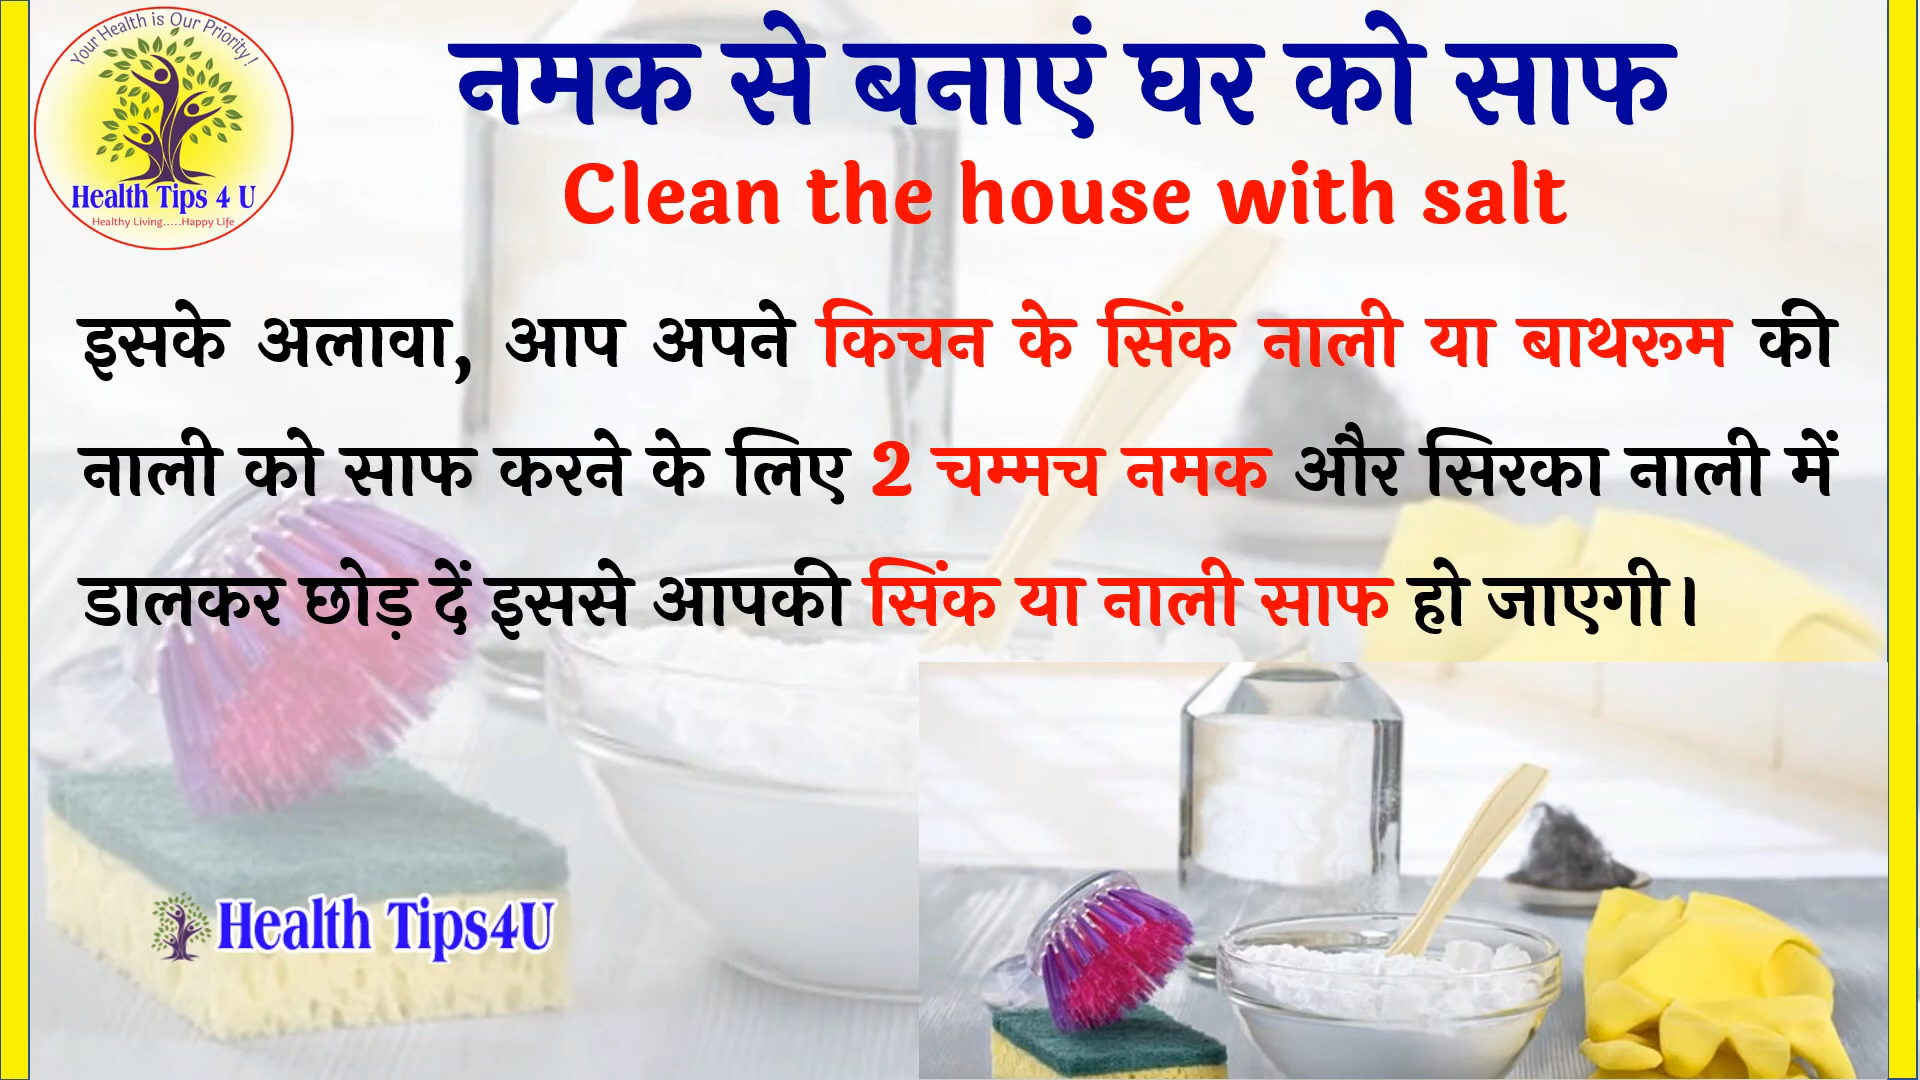 Your Health is Our Priority!
Health Tips 4 U
Healthy Living.....Happy Life
नमक से बनाएं घर को साफ
Clean the house with salt
इसके अलावा, आप अपने किचन के सिंक नाली या बाथरूम की
नाली को साफ करने के लिए 2 चम्मच नमक और सिरका नाली में
डालकर छोड़ दें इससे आपकी सिंक या नाली साफ हो जाएगी।
Health Tips4U